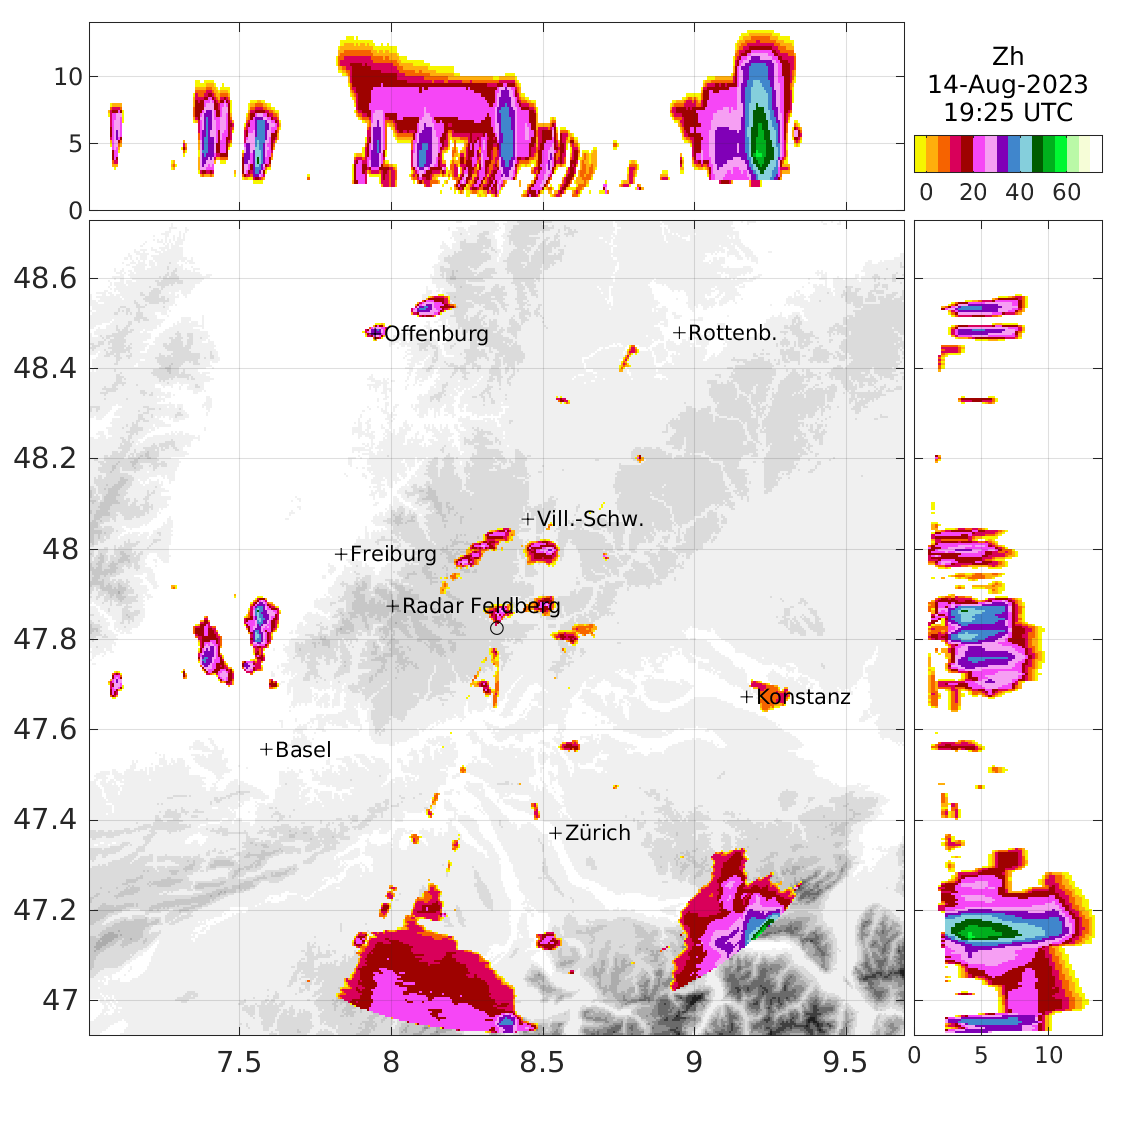 10
5
0
Zh
14-Aug-2023
19:25 UTC
0 20 40 60
48.6
48.4
48.2
48
47.8
47.6
47.4
47.2
47
Offenburg
Rottenb.
Vill.-Schw.
Freiburg
Radar Feldberg
Konstanz
Basel
Zürich
7.5 8 8.5 9 9.5
0 5 10